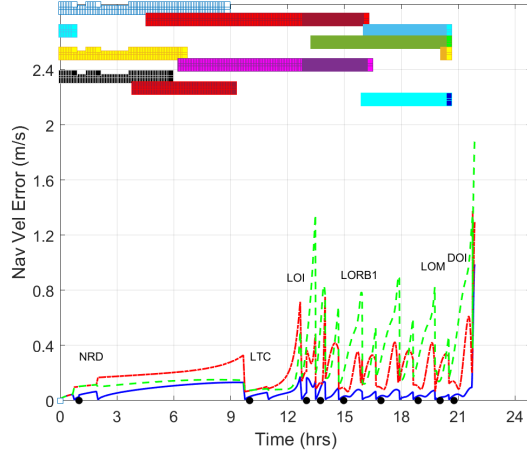 2.4
2
1.6
1.2
0.8
0.4
0
Nav Vel Error (m/s)
NRD
LTC
LOI
LORB1
LOM
DOI
0 3 6 9 12 15 18 21 24
Time (hrs)